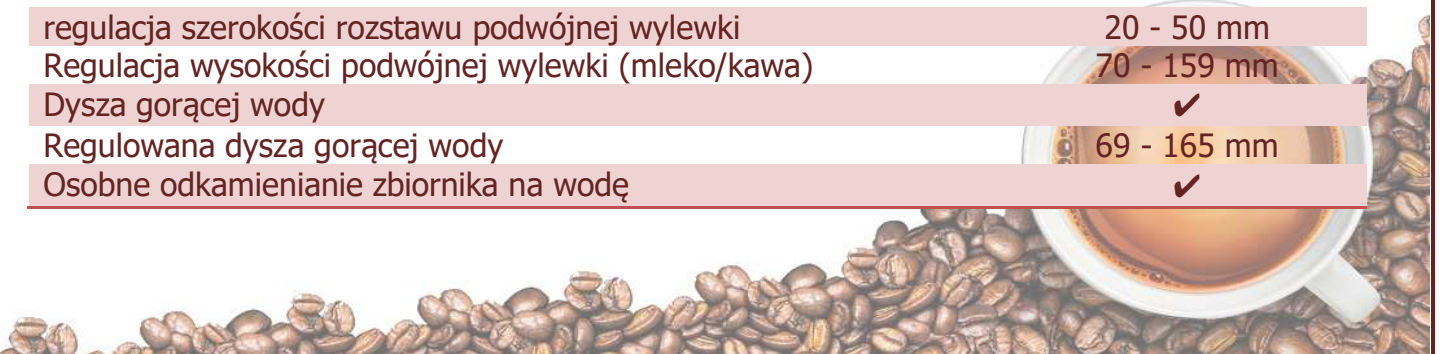 regulacja szerokości rozstawu podwójnej wylewki 20 - 50 mm
Regulacja wysokości podwójnej wylewki (mleko/kawa) 70 - 159 mm
Dysza gorącej wody ✔
Regulowana dysza gorącej wody 69 - 165 mm
Osobne odkamienianie zbiornika na wodę ✔